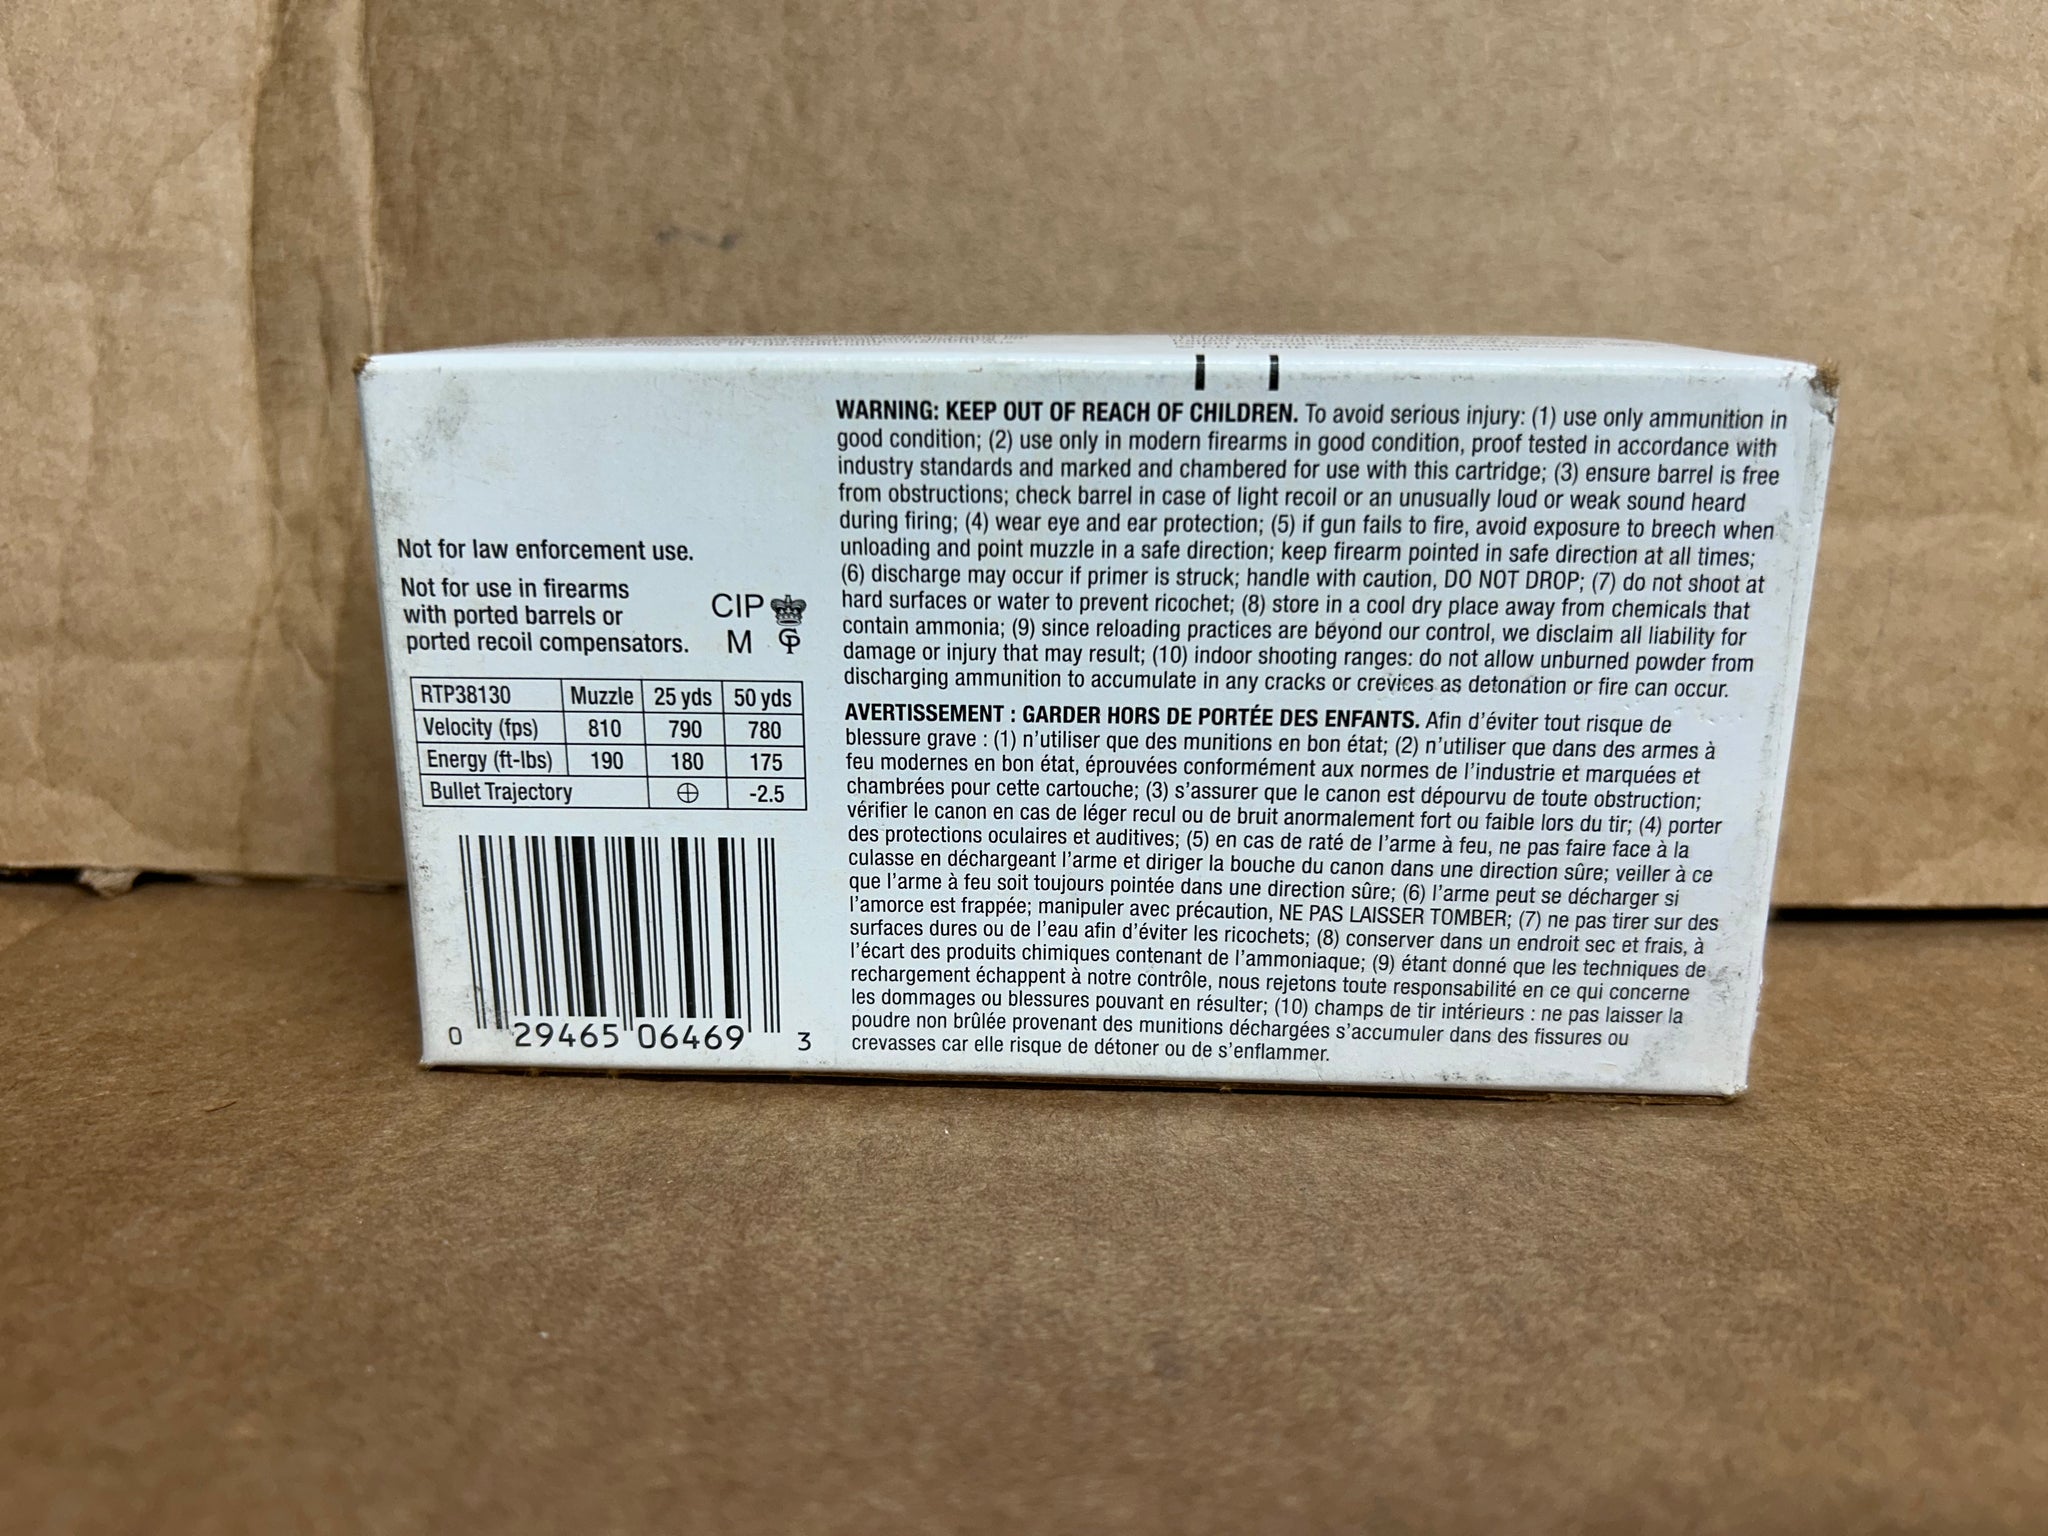 Not for law enforcement use.
Not for use in firearms
with ported barrels or
ported recoil compensators.
CIP
M
RTP38130 Muzzle 25 yds 50 yds
Velocity (fps) 810 790 780
Energy (ft-lbs) 190 180 175
Bullet Trajectory ⊕ -2.5
0 29465 06469 3
WARNING: KEEP OUT OF REACH OF CHILDREN. To avoid serious injury: (1) use only ammunition in
good condition; (2) use only in modern firearms in good condition, proof tested in accordance with
industry standards and marked and chambered for use with this cartridge; (3) ensure barrel is free
from obstructions; check barrel in case of light recoil or an unusually loud or weak sound heard
during firing; (4) wear eye and ear protection; (5) if gun fails to fire, avoid exposure to breech when
unloading and point muzzle in a safe direction; keep firearm pointed in safe direction at all times;
(6) discharge may occur if primer is struck; handle with caution, DO NOT DROP; (7) do not shoot at
hard surfaces or water to prevent ricochet; (8) store in a cool dry place away from chemicals that
contain ammonia; (9) since reloading practices are beyond our control, we disclaim all liability for
damage or injury that may result; (10) indoor shooting ranges: do not allow unburned powder from
discharging ammunition to accumulate in any cracks or crevices as detonation or fire can occur.
AVERTISSEMENT : GARDER HORS DE PORTÉE DES ENFANTS. Afin d'éviter tout risque de
blessure grave : (1) n'utiliser que des munitions en bon état; (2) n'utiliser que dans des armes à
feu modernes en bon état, éprouvées conformément aux normes de l'industrie et marquées et
chambrées pour cette cartouche; (3) s'assurer que le canon est dépourvu de toute obstruction;
vérifier le canon en cas de léger recul ou de bruit anormalement fort ou faible lors du tir; (4) porter
des protections oculaires et auditives; (5) en cas de raté de l'arme à feu, ne pas faire face à la
culasse en déchargeant l'arme et diriger la bouche du canon dans une direction sûre; veiller à ce
que l'arme à feu soit toujours pointée dans une direction sûre; (6) l'arme peut se décharger si
l'amorce est frappée; manipuler avec précaution, NE PAS LAISSER TOMBER; (7) ne pas tirer sur des
surfaces dures ou de l'eau afin d'éviter les ricochets; (8) conserver dans un endroit sec et frais, à
l'écart des produits chimiques contenant de l'ammoniaque; (9) étant donné que les techniques de
rechargement échappent à notre contrôle, nous rejetons toute responsabilité en ce qui concerne
les dommages ou blessures pouvant en résulter; (10) champs de tir intérieurs : ne pas laisser la
poudre non brûlée provenant des munitions déchargées s'accumuler dans des fissures ou
crevasses car elle risque de détoner ou de s'enflammer.